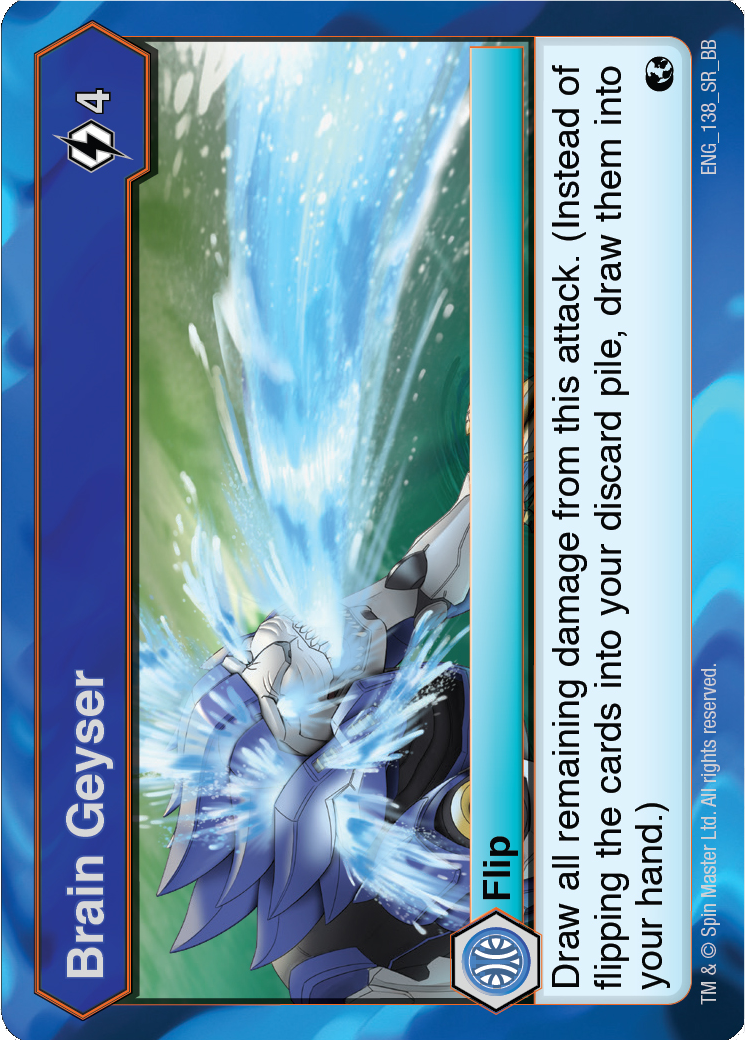 Brain Geyser
4
Flip
Draw all remaining damage from this attack. (Instead of
flipping the cards into your discard pile, draw them into
your hand.)
TM & © Spin Master Ltd. All rights reserved.
ENG_138_SR_BB